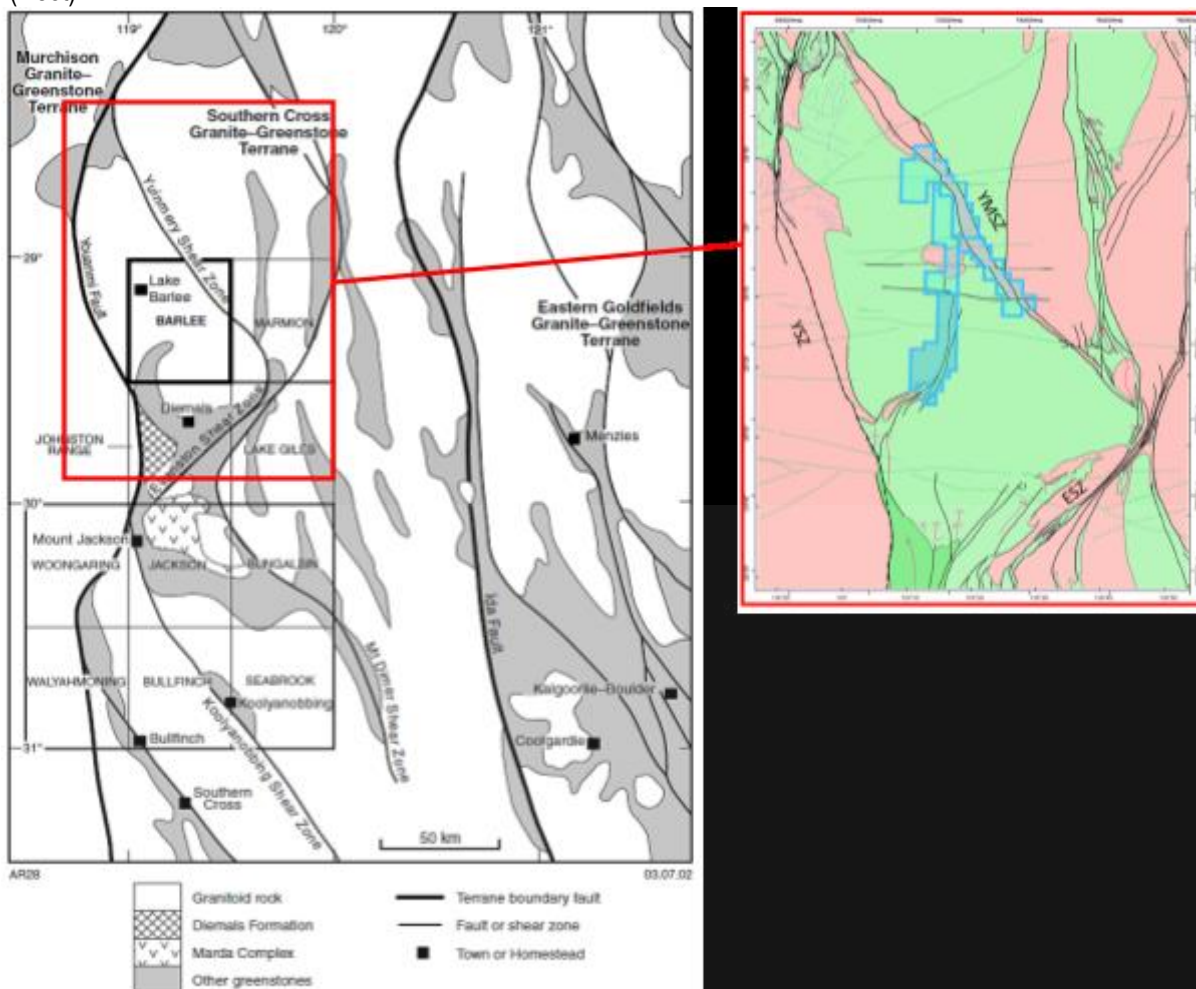 119°
120°
121°
Murchison
Granite–
Greenstone
Terrane
Southern Cross
Granite–Greenstone
Terrane
Yuinmery Shear Zone
Youanmi Fault
29°
Lake
Barlee
BARLEE
MARMION
Eastern Goldfields
Granite–Greenstone
Terrane
Diemals
Evanston Shear Zone
JOHNSTON
RANGE
LAKE GILES
Menzies
30°
Mount Jackson
WOONGARING
JACKSON
BUNGALBIN
Ida Fault
Mt Dimer Shear Zone
WALYAHMONING
BULLFINCH
SEABROOK
Koolyanobbing
Kalgoorlie–Boulder
31°
Bullfinch
Coolgardie
Koolyanobbing Shear Zone
Southern
Cross
50 km
AR28
03.07.02
Granitoid rock
Diemals Formation
Marda Complex
Other greenstones
Terrane boundary fault
Fault or shear zone
Town or Homestead
YMSZ
YSZ
ESZ